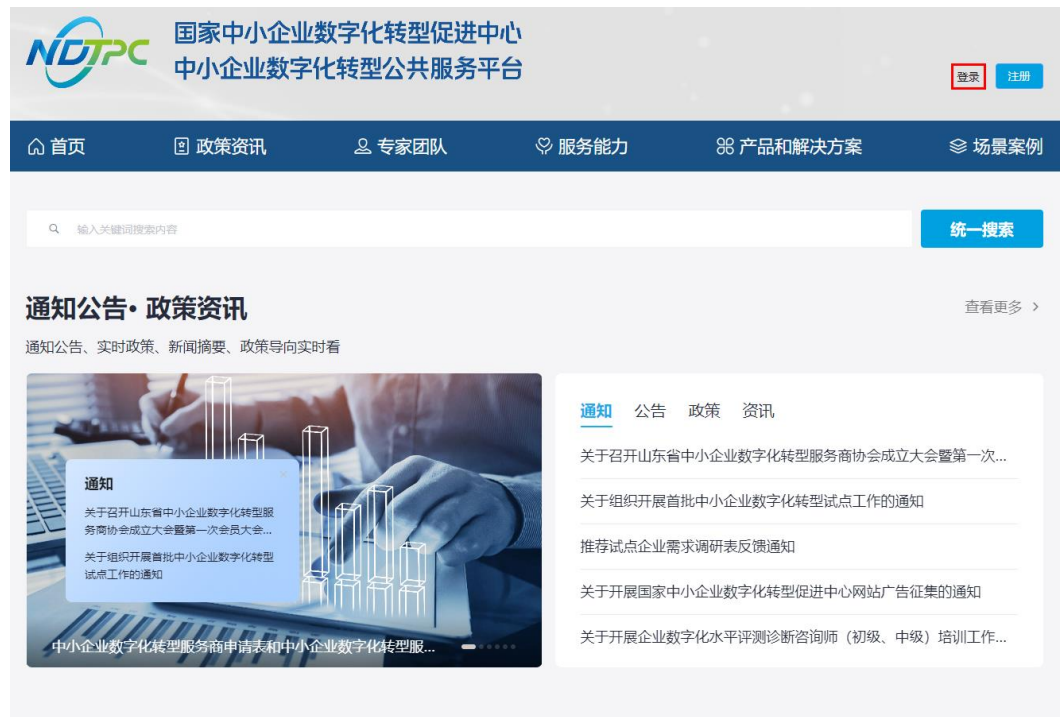 NDTPC
国家中小企业数字化转型促进中心
中小企业数字化转型公共服务平台
登录
注册
首页
政策资讯
专家团队
服务能力
产品和解决方案
场景案例
输入关键词搜索内容
统一搜索
通知公告· 政策资讯
查看更多
通知公告、实时政策、新闻摘要、政策导向实时看
通知
关于召开山东省中小企业数字化转型服
务商协会成立大会暨第一次会员大会...
关于组织开展首批中小企业数字化转型
试点工作的通知
中小企业数字化转型服务商申请表和中小企业数字化转型服...
通知 公告 政策 资讯
关于召开山东省中小企业数字化转型服务商协会成立大会暨第一次...
关于组织开展首批中小企业数字化转型试点工作的通知
推荐试点企业需求调研表反馈通知
关于开展国家中小企业数字化转型促进中心网站广告征集的通知
关于开展企业数字化水平评测诊断咨询师（初级、中级）培训工作...